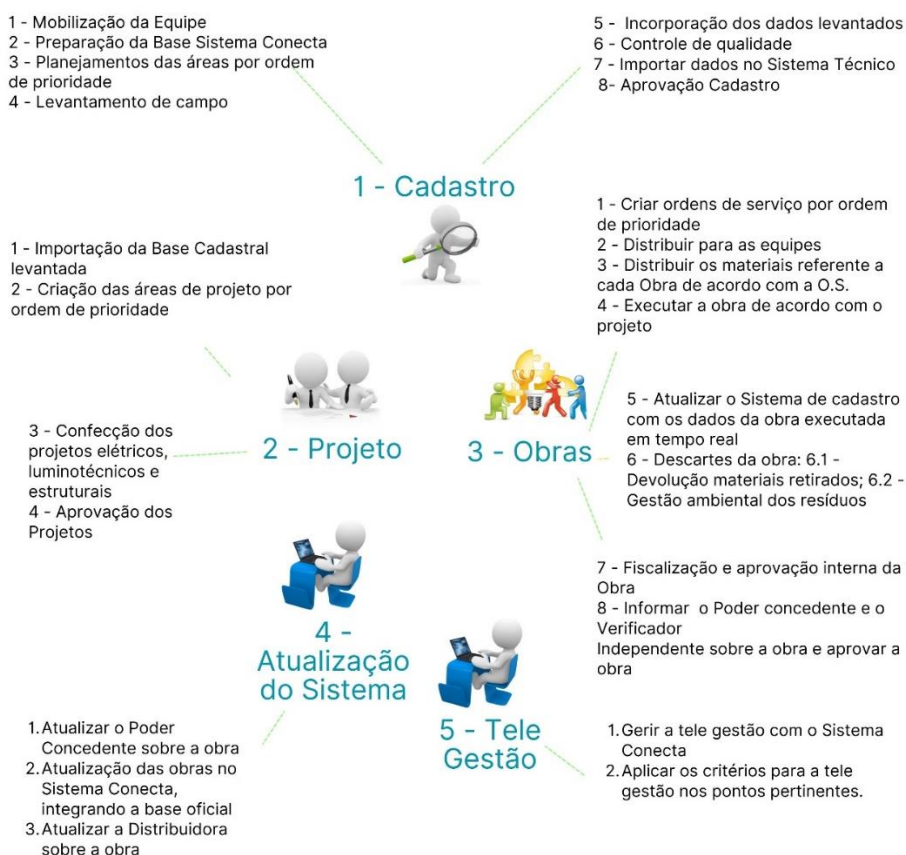 1 - Mobilização da Equipe
2 - Preparação da Base Sistema Conecta
3 - Planejamentos das áreas por ordem
de prioridade
4 - Levantamento de campo
5 - Incorporação dos dados levantados
6 - Controle de qualidade
7 - Importar dados no Sistema Técnico
8- Aprovação Cadastro
1 - Cadastro
1 - Importação da Base Cadastral
levantada
2 - Criação das áreas de projeto por
ordem de prioridade
3 - Confecção dos
projetos elétricos,
luminotécnicos e
estruturais
4 - Aprovação dos
Projetos
2 - Projeto
1 - Criar ordens de serviço por ordem
de prioridade
2 - Distribuir para as equipes
3 - Distribuir os materiais referente a
cada Obra de acordo com a O.S.
4 - Executar a obra de acordo com o
projeto
3 - Obras
5 - Atualizar o Sistema de cadastro
com os dados da obra executada
em tempo real
6 - Descartes da obra: 6.1 -
Devolução materiais retirados; 6.2 -
Gestão ambiental dos resíduos
7 - Fiscalização e aprovação interna da
Obra
8 - Informar o Poder concedente e o
Verificador
Independente sobre a obra e aprovar a
obra
4 -
Atualização
do Sistema
1. Atualizar o Poder
Concedente sobre a obra
2. Atualização das obras no
Sistema Conecta,
integrando a base oficial
3. Atualizar a Distribuidora
sobre a obra
5 - Tele
Gestão
1. Gerir a tele gestão com o Sistema
Conecta
2. Aplicar os critérios para a tele
gestão nos pontos pertinentes.